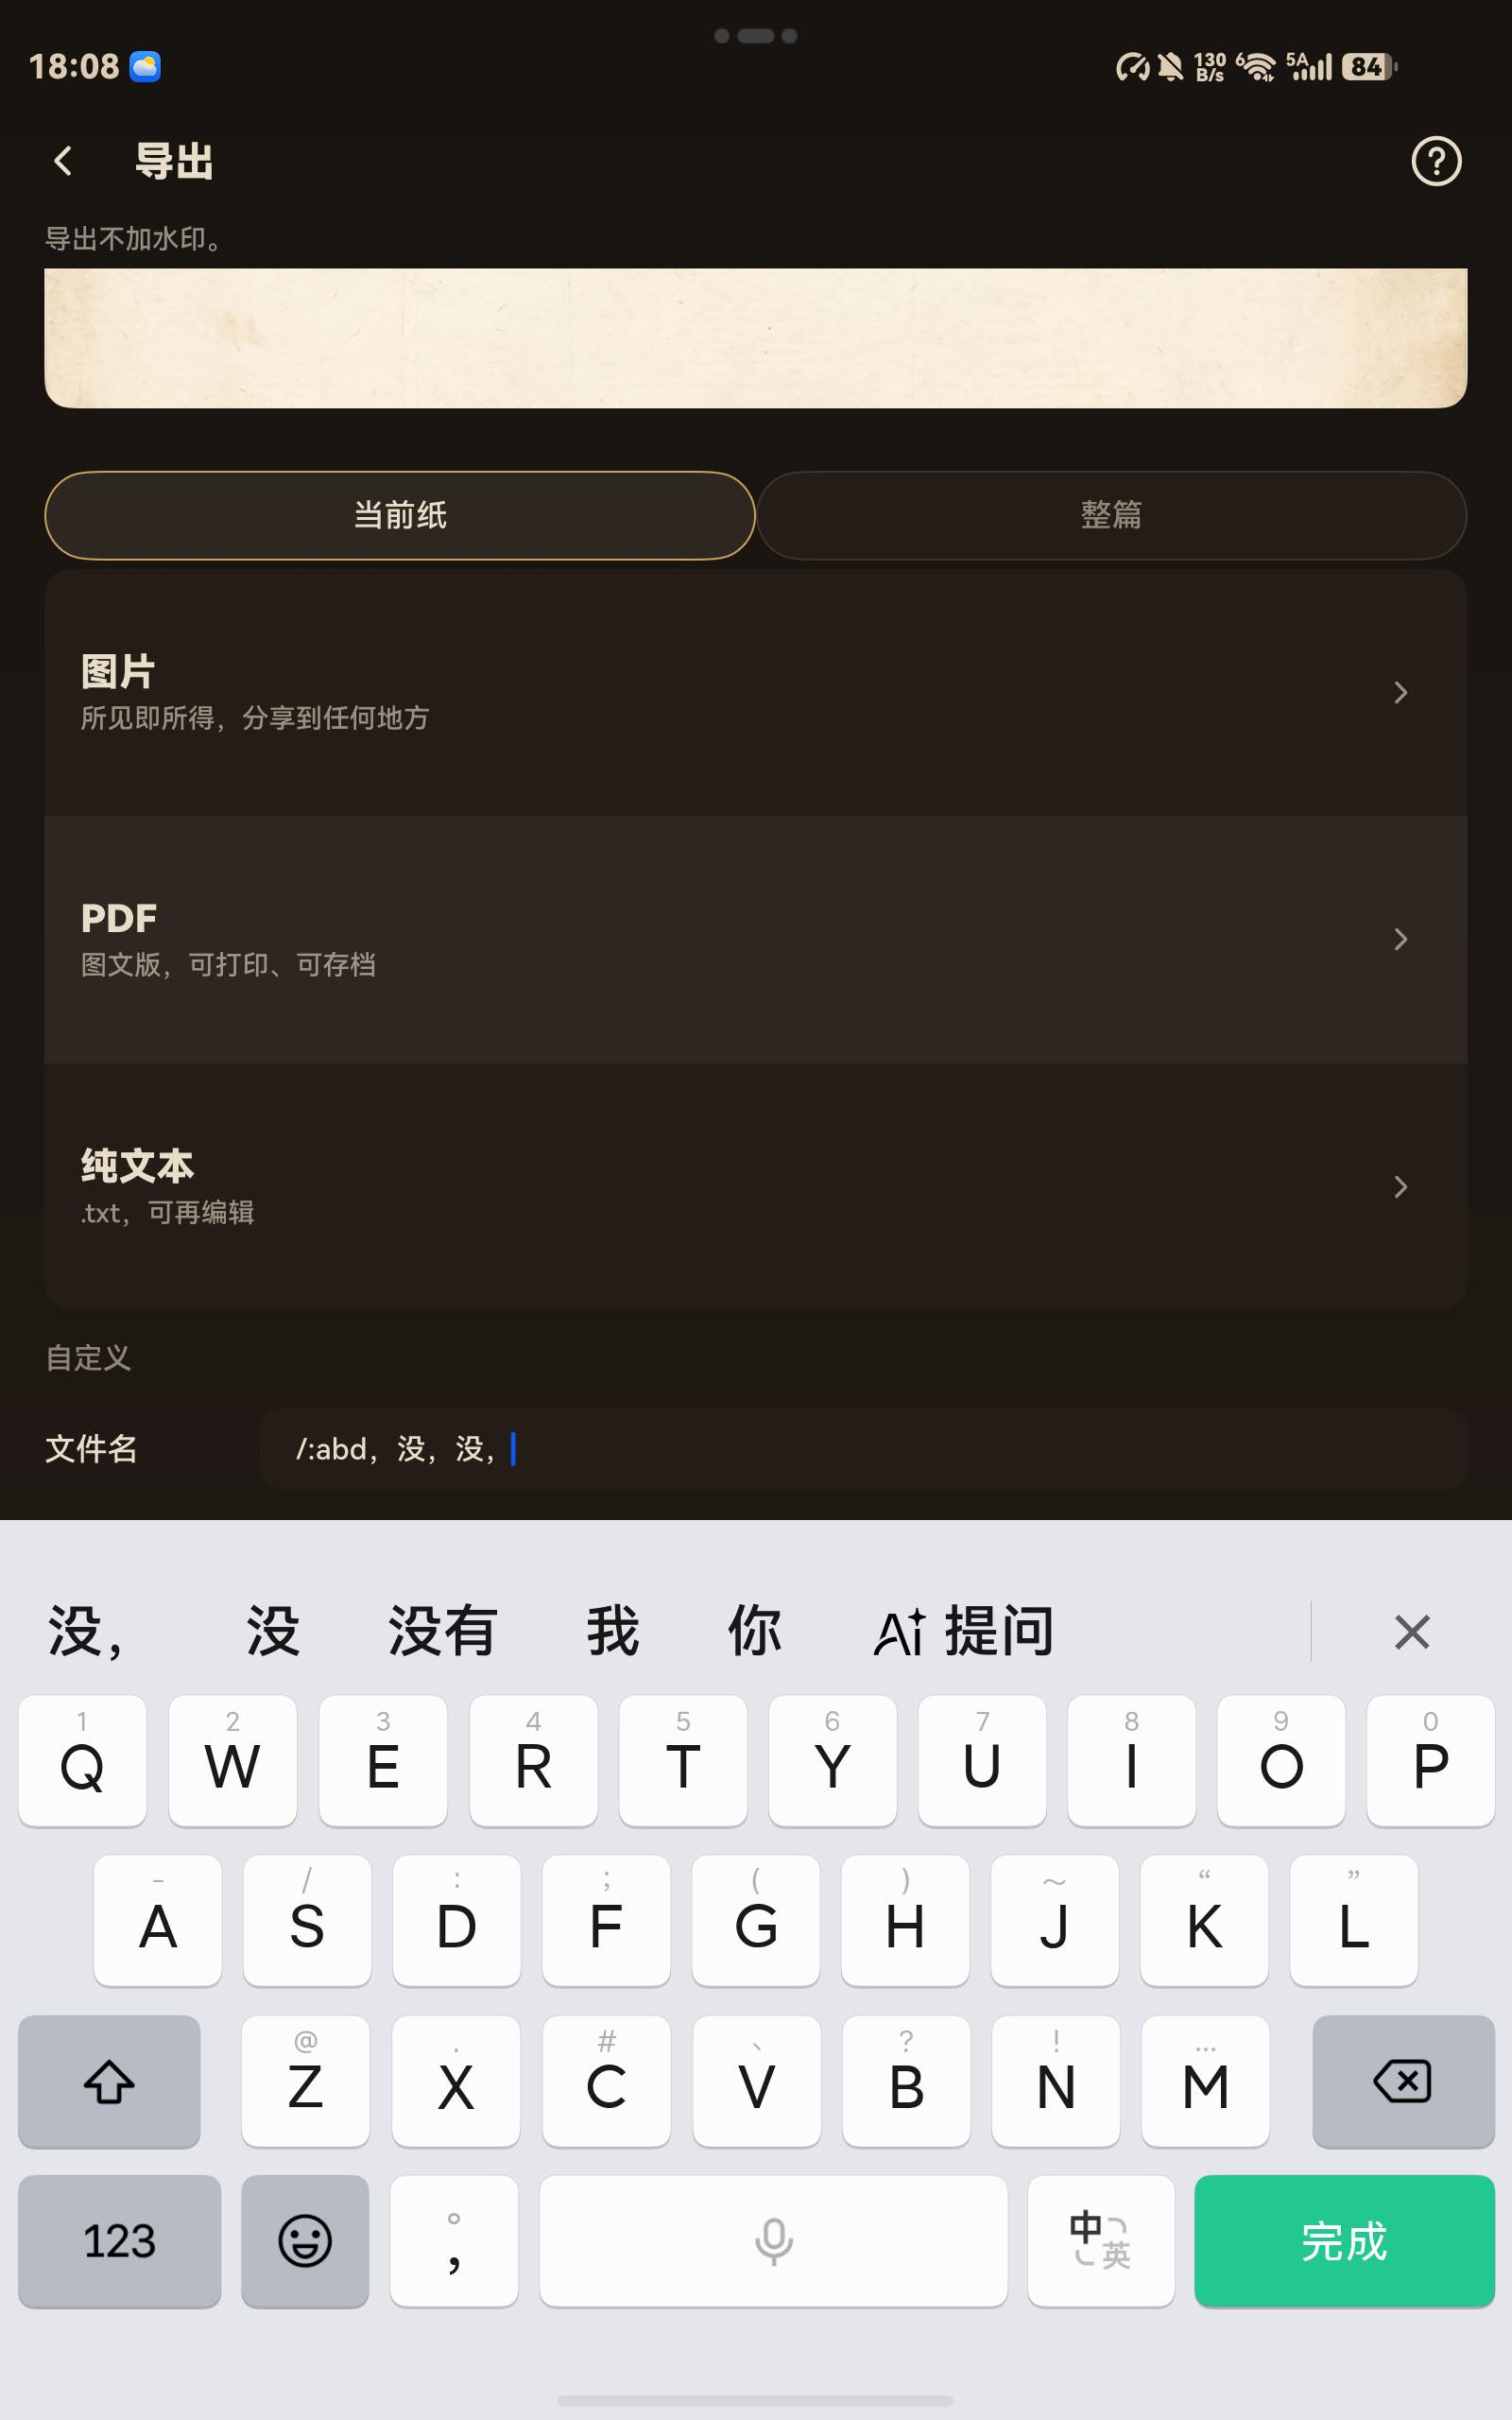 18:08
130 B/s 6 5A 84
导出
导出不加水印。
当前纸 整篇
图片
所见即所得，分享到任何地方
PDF
图文版，可打印、可存档
纯文本
.txt，可再编辑
自定义
文件名 /:abd，没，没，
没， 没 没有 我 你 Ai 提问
1 2 3 4 5 6 7 8 9 0
Q W E R T Y U I O P
- / : ; ( ) ～ “ ”
A S D F G H J K L
@ . # 、 ? ! …
Z X C V B N M
123 。， 中 英 完成